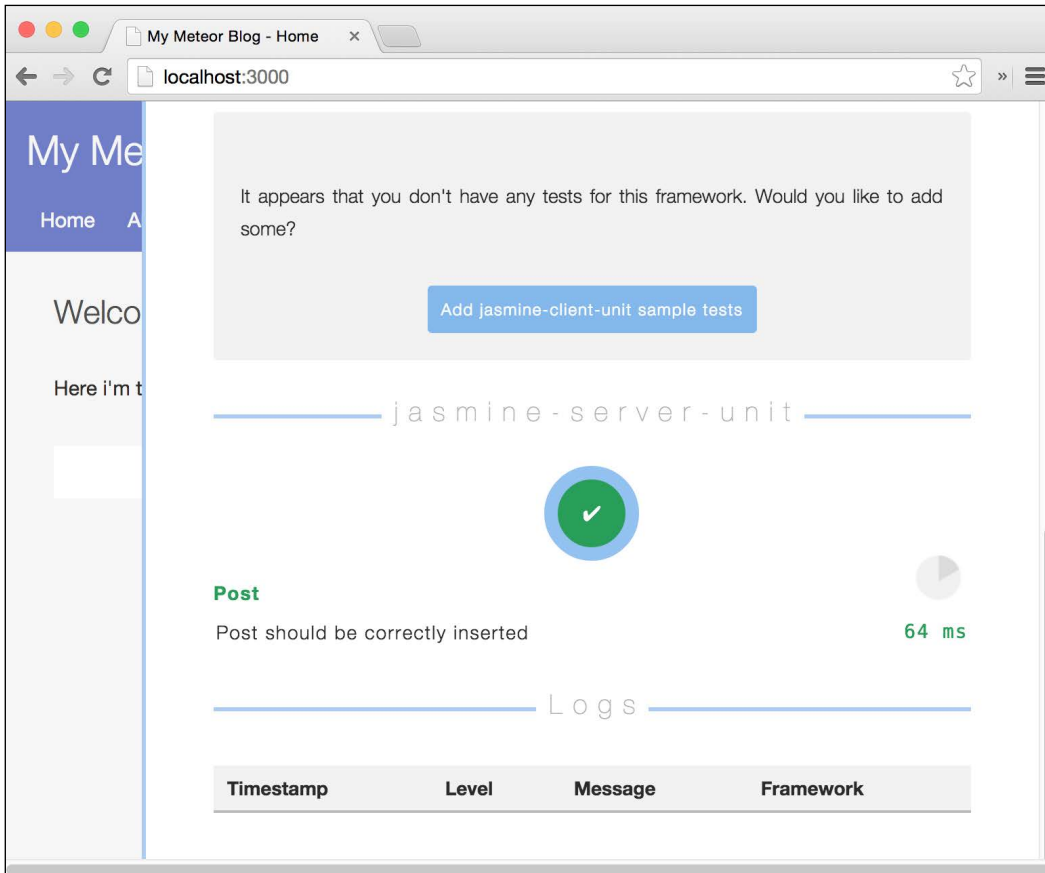 My Meteor Blog - Home
localhost:3000
My Me
Home A
Welco
Here i'm t
It appears that you don't have any tests for this framework. Would you like to add
some?
Add jasmine-client-unit sample tests
jasmine-server-unit
Post
Post should be correctly inserted
64 ms
Logs
Timestamp Level Message Framework